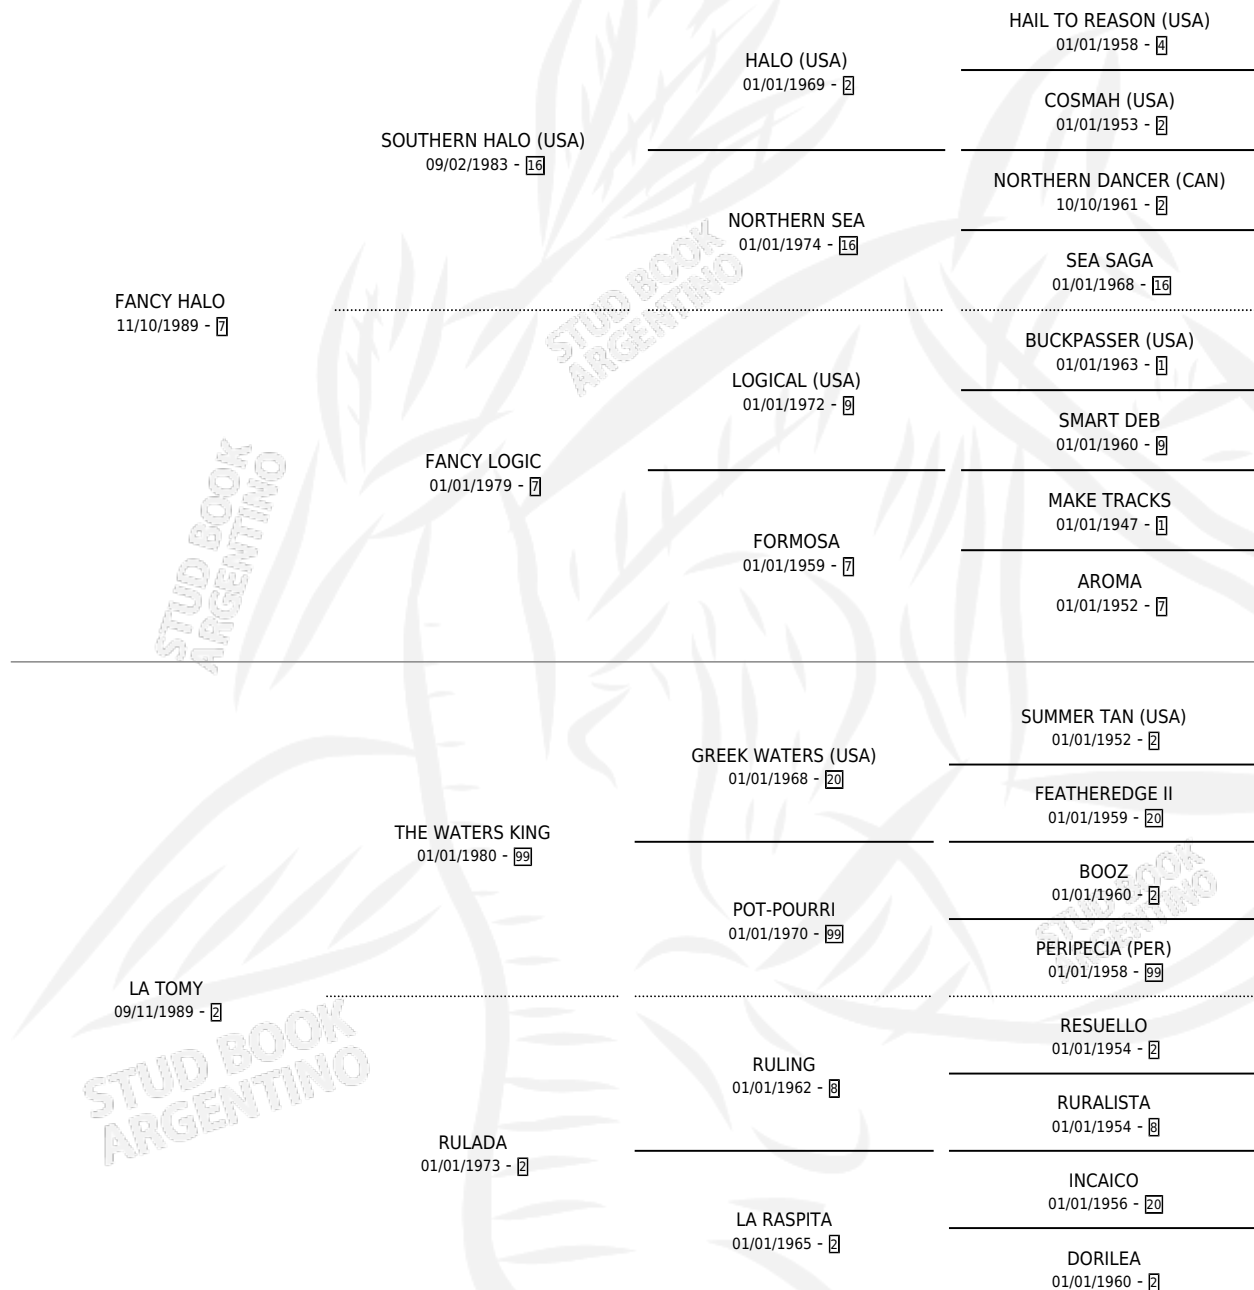 HAIL TO REASON (USA)
01/01/1958 - 4
HALO (USA)
01/01/1969 - 2
COSMAH (USA)
01/01/1953 - 2
SOUTHERN HALO (USA)
09/02/1983 - 16
NORTHERN DANCER (CAN)
10/10/1961 - 2
NORTHERN SEA
01/01/1974 - 16
SEA SAGA
01/01/1968 - 16
FANCY HALO
11/10/1989 - 7
BUCKPASSER (USA)
01/01/1963 - 1
LOGICAL (USA)
01/01/1972 - 9
SMART DEB
01/01/1960 - 9
FANCY LOGIC
01/01/1979 - 7
MAKE TRACKS
01/01/1947 - 1
FORMOSA
01/01/1959 - 7
AROMA
01/01/1952 - 7
SUMMER TAN (USA)
01/01/1952 - 2
GREEK WATERS (USA)
01/01/1968 - 20
FEATHEREDGE II
01/01/1959 - 20
THE WATERS KING
01/01/1980 - 99
BOOZ
01/01/1960 - 2
POT-POURRI
01/01/1970 - 99
PERIPECIA (PER)
01/01/1958 - 99
LA TOMY
09/11/1989 - 2
RESUELLO
01/01/1954 - 2
RULING
01/01/1962 - 8
RURALISTA
01/01/1954 - 8
RULADA
01/01/1973 - 2
INCAICO
01/01/1956 - 20
LA RASPITA
01/01/1965 - 2
DORILEA
01/01/1960 - 2
STUD BOOK
ARGENTINO
STUD BOOK
ARGENTINO
STUD BOOK
ARGENTINO
STUD BOOK
ARGENTINO